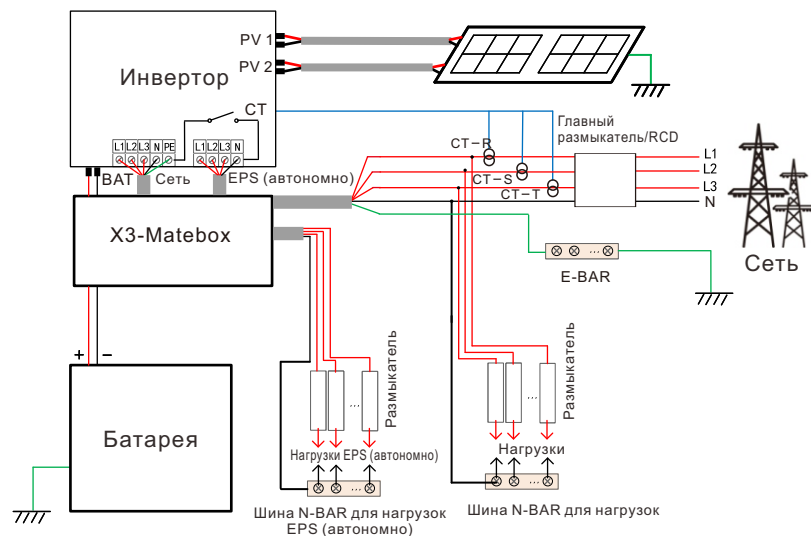 Инвертор
PV 1
PV 2
CT
L1 L2 L3 N PE
L1 L2 L3 N
BAT
Сеть
EPS (автономно)
CT-R
CT-S
CT-T
Главный
размыкатель/RCD
L1
L2
L3
N
Сеть
X3-Matebox
E-BAR
+ −
Батарея
Размыкатель
...
Нагрузки EPS (автономно)
...
Шина N-BAR для нагрузок
EPS (автономно)
Размыкатель
...
Нагрузки
...
Шина N-BAR для нагрузок
...